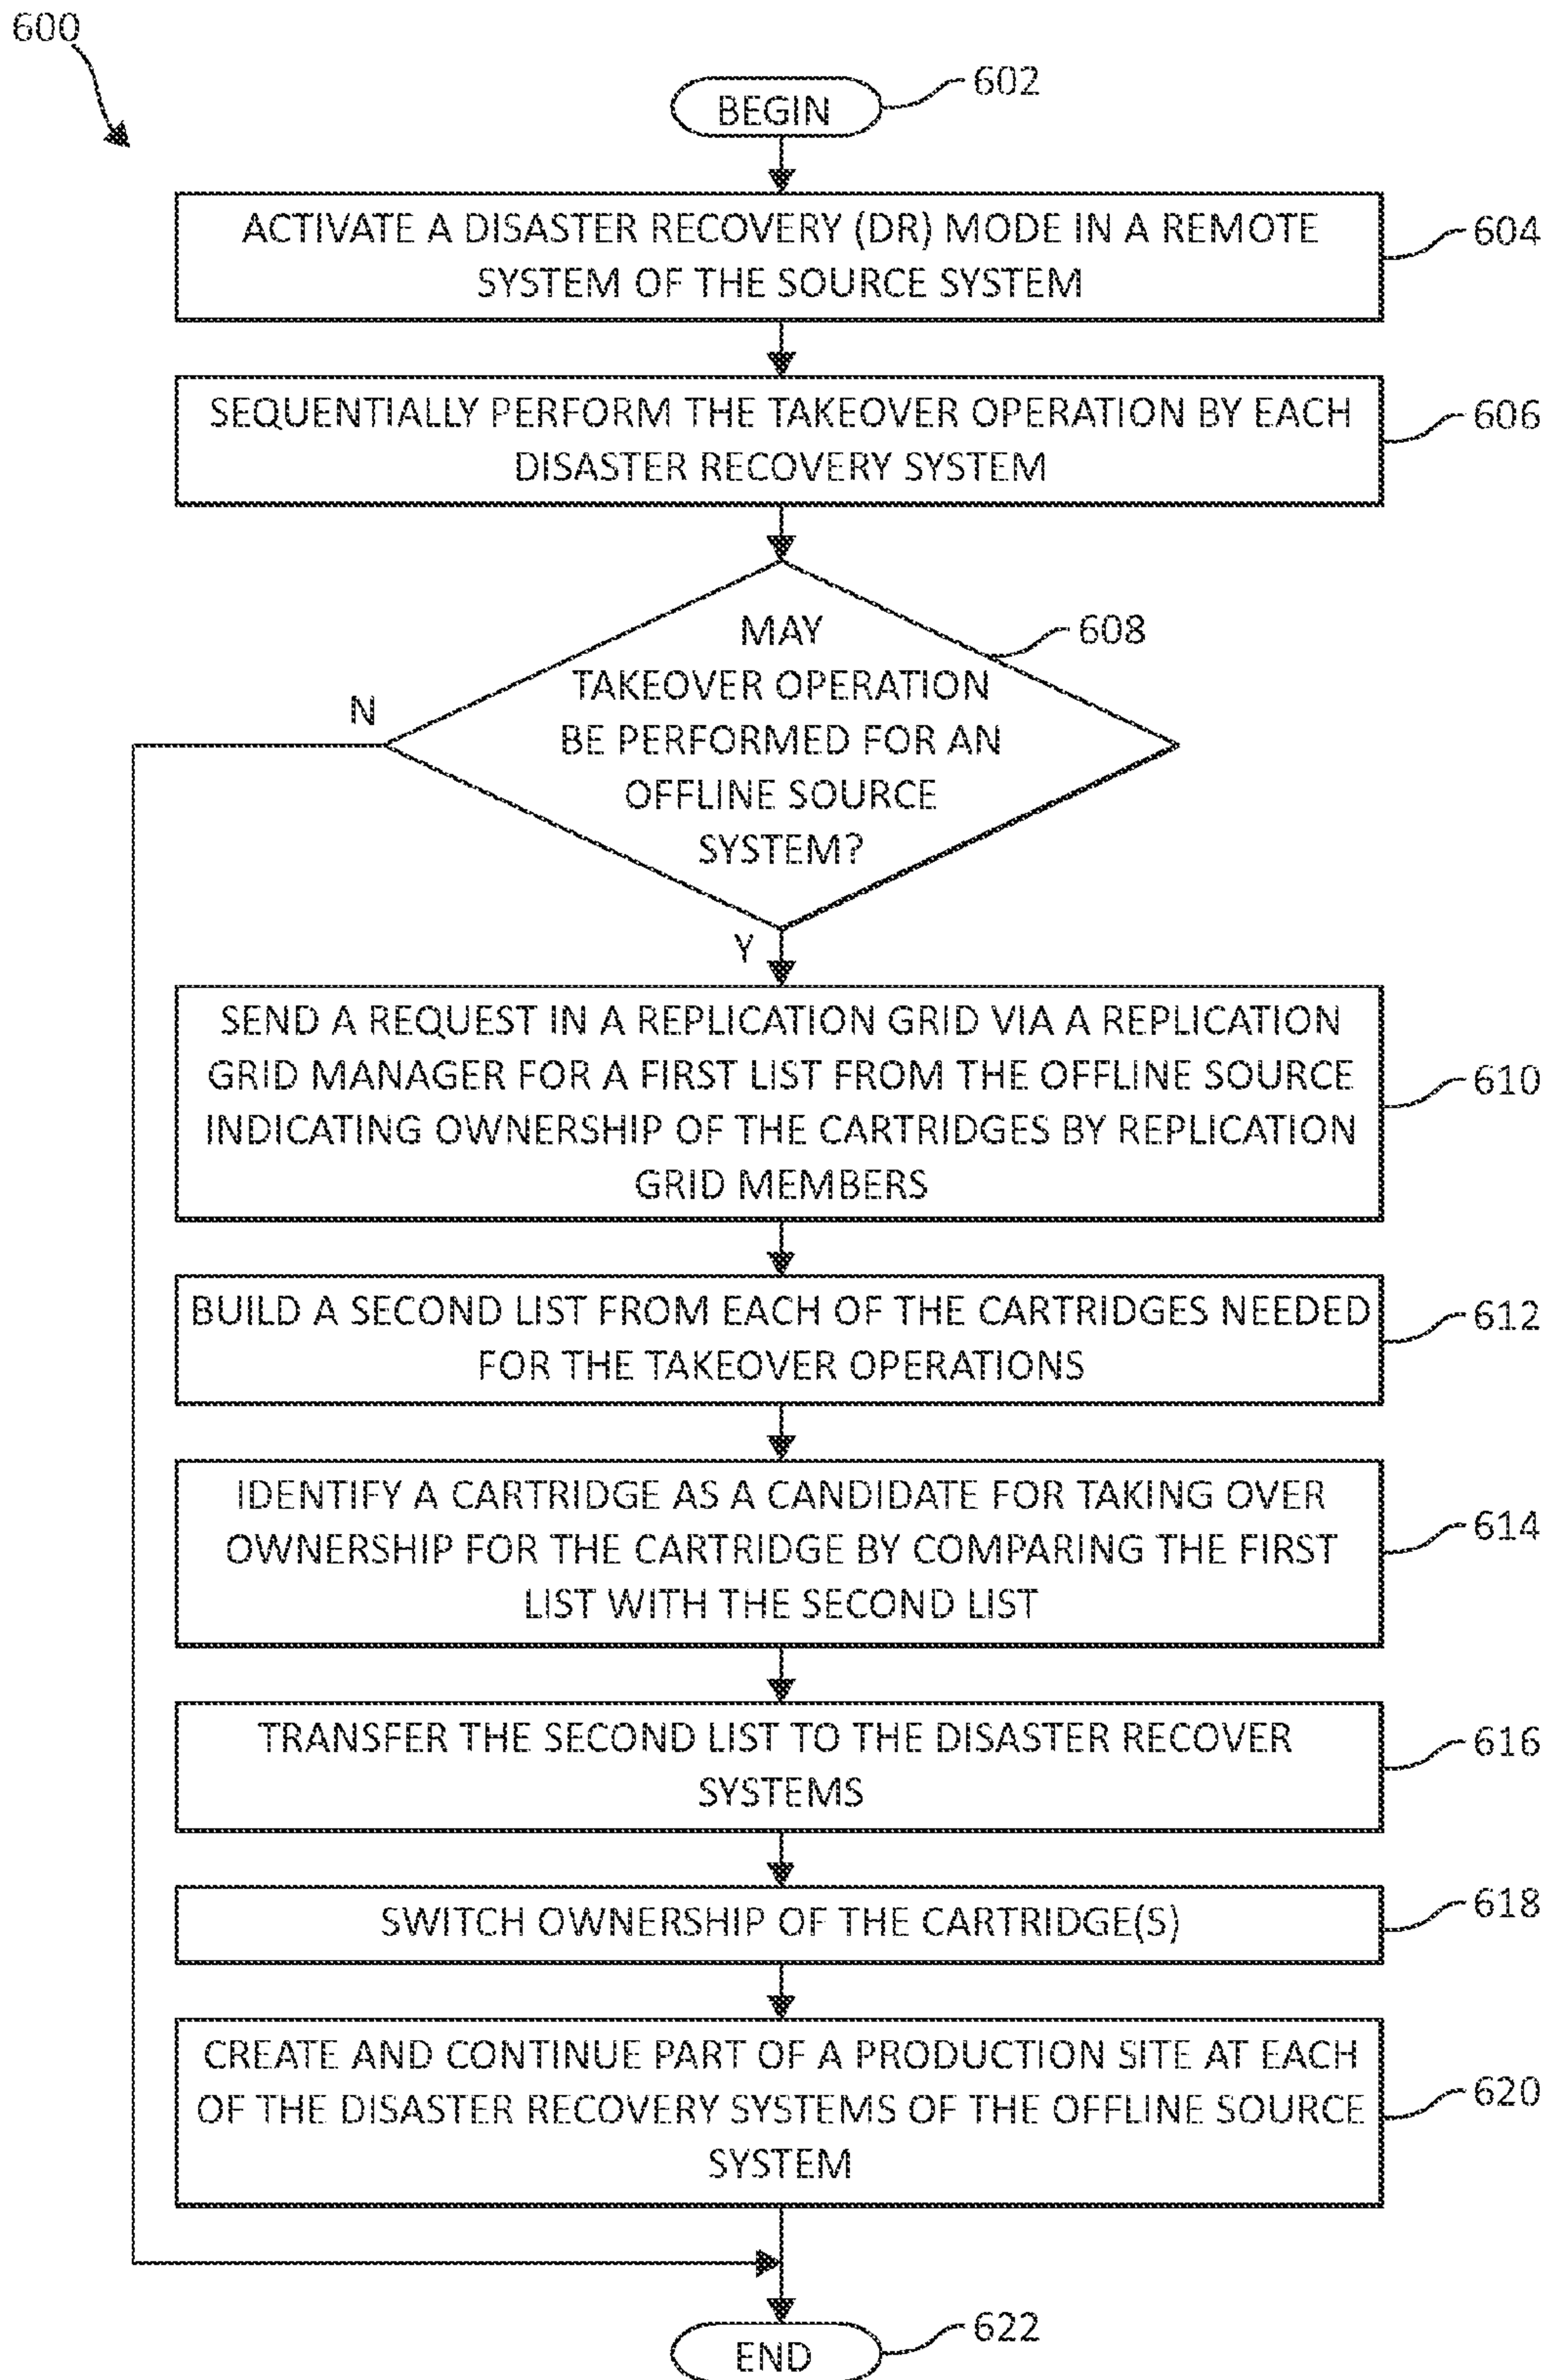 600
BEGIN
602
ACTIVATE A DISASTER RECOVERY (DR) MODE IN A REMOTE
SYSTEM OF THE SOURCE SYSTEM
604
SEQUENTIALLY PERFORM THE TAKEOVER OPERATION BY EACH
DISASTER RECOVERY SYSTEM
606
MAY
TAKEOVER OPERATION
BE PERFORMED FOR AN
OFFLINE SOURCE
SYSTEM?
608
N
Y
SEND A REQUEST IN A REPLICATION GRID VIA A REPLICATION
GRID MANAGER FOR A FIRST LIST FROM THE OFFLINE SOURCE
INDICATING OWNERSHIP OF THE CARTRIDGES BY REPLICATION
GRID MEMBERS
610
BUILD A SECOND LIST FROM EACH OF THE CARTRIDGES NEEDED
FOR THE TAKEOVER OPERATIONS
612
IDENTIFY A CARTRIDGE AS A CANDIDATE FOR TAKING OVER
OWNERSHIP FOR THE CARTRIDGE BY COMPARING THE FIRST
LIST WITH THE SECOND LIST
614
TRANSFER THE SECOND LIST TO THE DISASTER RECOVER
SYSTEMS
616
SWITCH OWNERSHIP OF THE CARTRIDGE(S)
618
CREATE AND CONTINUE PART OF A PRODUCTION SITE AT EACH
OF THE DISASTER RECOVERY SYSTEMS OF THE OFFLINE SOURCE
SYSTEM
620
END
622